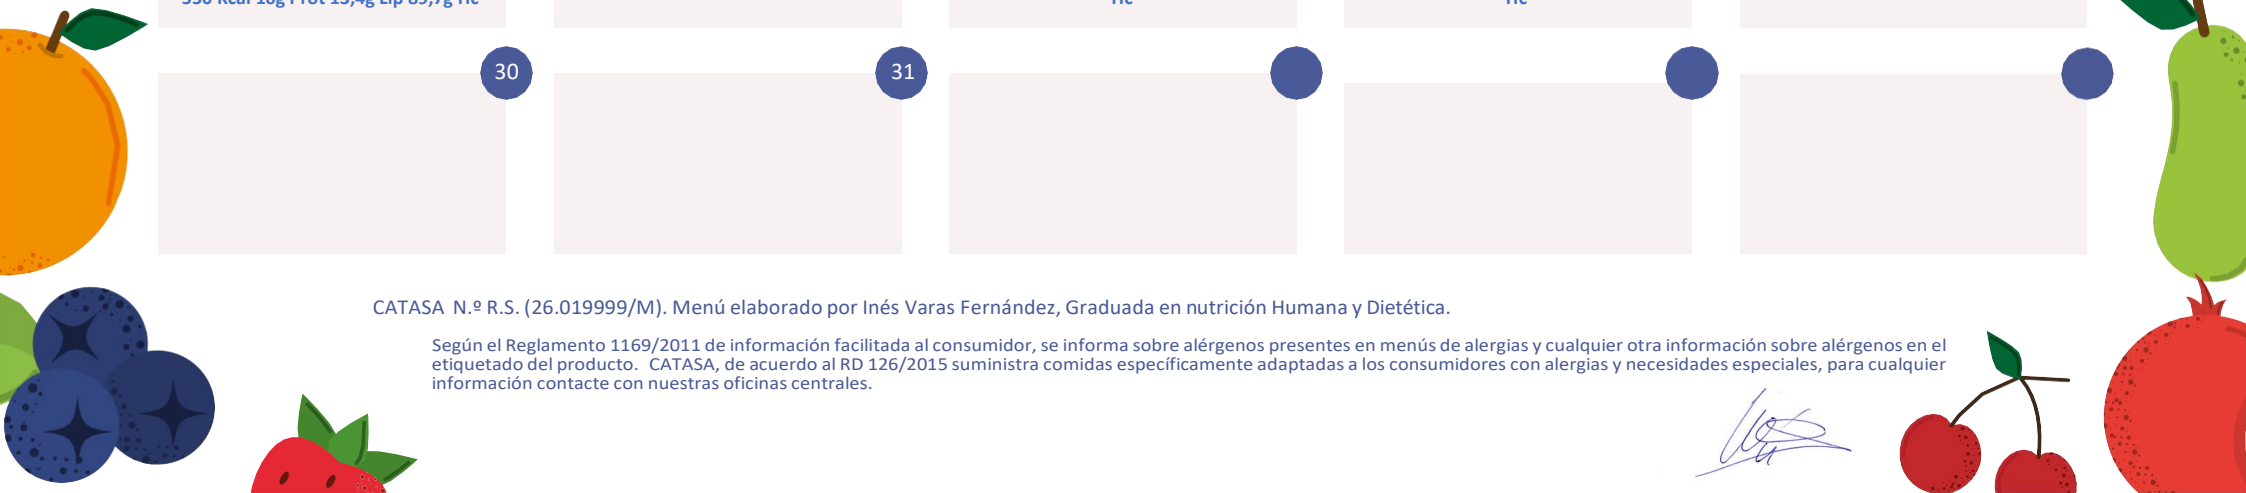 Hc
Hc
30
31
CATASA N.º R.S. (26.019999/M). Menú elaborado por Inés Varas Fernández, Graduada en nutrición Humana y Dietética.
Según el Reglamento 1169/2011 de información facilitada al consumidor, se informa sobre alérgenos presentes en menús de alergias y cualquier otra información sobre alérgenos en el
etiquetado del producto. CATASA, de acuerdo al RD 126/2015 suministra comidas específicamente adaptadas a los consumidores con alergias y necesidades especiales, para cualquier
información contacte con nuestras oficinas centrales.